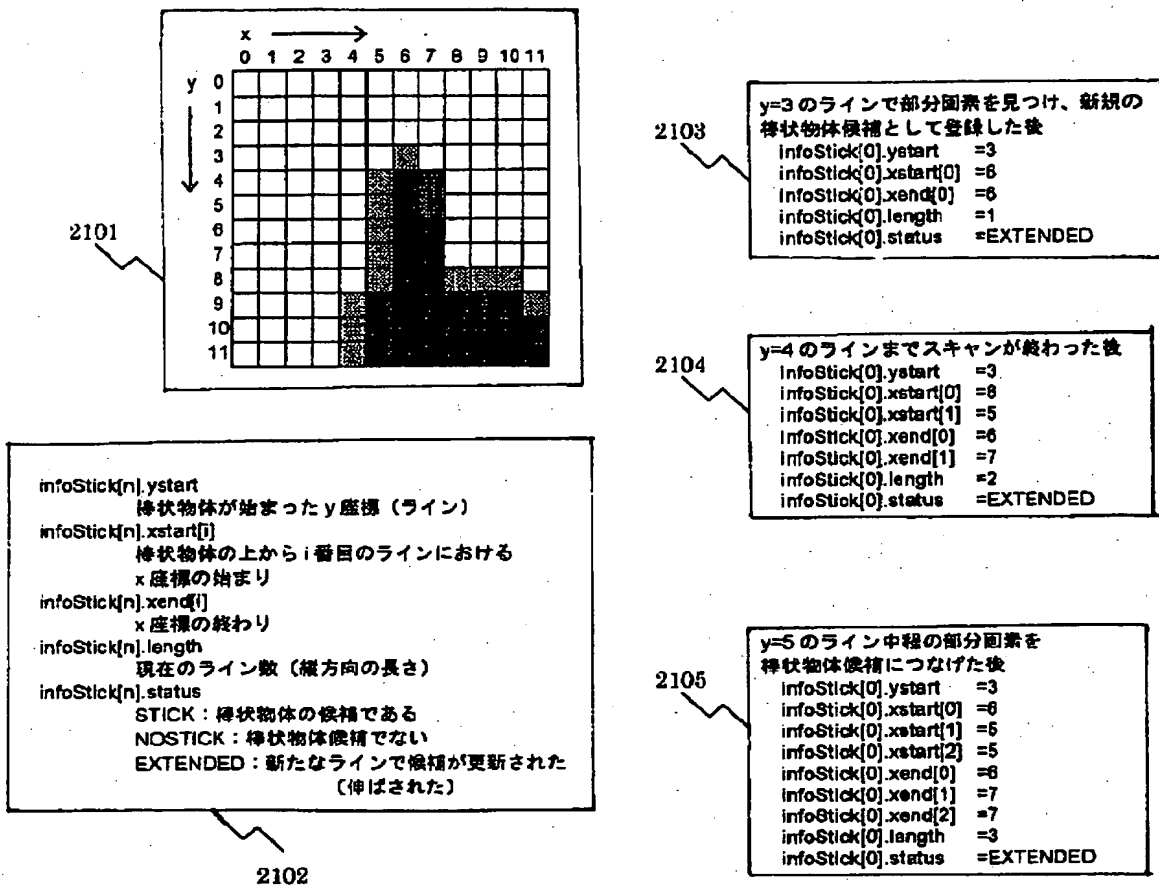 x
0 1 2 3 4 5 6 7 8 9 10 11
y 0
1
2
3
4
5
6
7
8
9
10
11
2101
infoStick[n].ystart
棒状物体が始まった y 座標（ライン）
infoStick[n].xstart[i]
棒状物体の上から i 番目のラインにおける
x 座標の始まり
infoStick[n].xend[i]
x 座標の終わり
infoStick[n].length
現在のライン数（縦方向の長さ）
infoStick[n].status
STICK：棒状物体の候補である
NOSTICK：棒状物体候補でない
EXTENDED：新たなラインで候補が更新された
（伸ばされた）
2102
2103
y=3 のラインで部分画素を見つけ、新規の
棒状物体候補として登録した後
infoStick[0].ystart =3
infoStick[0].xstart[0] =6
infoStick[0].xend[0] =6
infoStick[0].length =1
infoStick[0].status =EXTENDED
2104
y=4 のラインまでスキャンが終わった後
infoStick[0].ystart =3
infoStick[0].xstart[0] =6
infoStick[0].xstart[1] =5
infoStick[0].xend[0] =6
infoStick[0].xend[1] =7
infoStick[0].length =2
infoStick[0].status =EXTENDED
2105
y=5 のライン中程の部分画素を
棒状物体候補につなげた後
infoStick[0].ystart =3
infoStick[0].xstart[0] =6
infoStick[0].xstart[1] =5
infoStick[0].xstart[2] =5
infoStick[0].xend[0] =6
infoStick[0].xend[1] =7
infoStick[0].xend[2] =7
infoStick[0].length =3
infoStick[0].status =EXTENDED